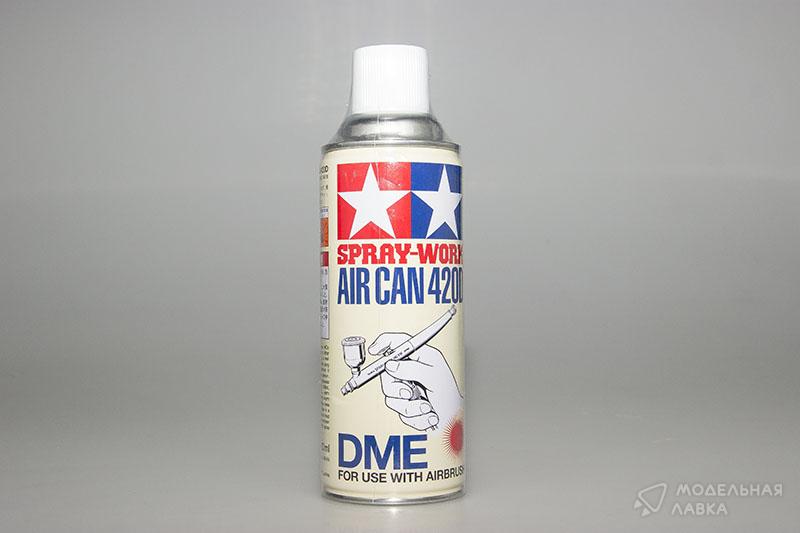 SPRAY-WORK
AIR CAN 420D
DME
FOR USE WITH AIRBRUSH
МОДЕЛЬНАЯ
ЛАВКА